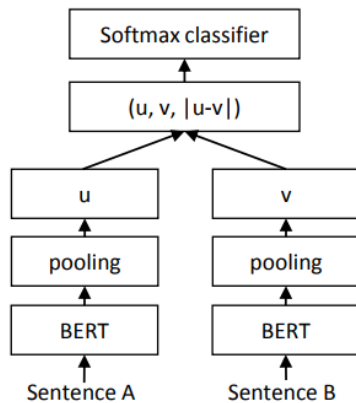 Softmax classifier
(u, v, |u-v|)
u
v
pooling
pooling
BERT
BERT
Sentence A
Sentence B